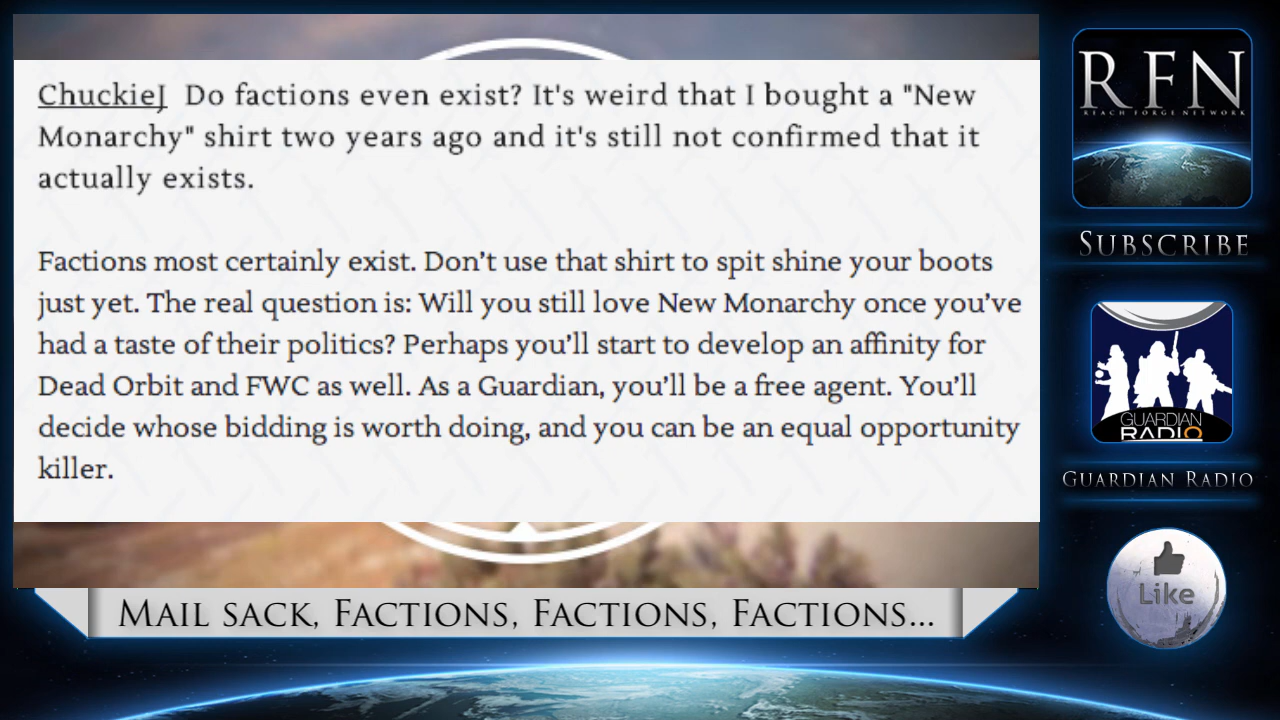 ChuckieJ Do factions even exist? It's weird that I bought a "New
Monarchy" shirt two years ago and it's still not confirmed that it
actually exists.
Factions most certainly exist. Don’t use that shirt to spit shine your boots
just yet. The real question is: Will you still love New Monarchy once you’ve
had a taste of their politics? Perhaps you’ll start to develop an affinity for
Dead Orbit and FWC as well. As a Guardian, you’ll be a free agent. You’ll
decide whose bidding is worth doing, and you can be an equal opportunity
killer.
Mail sack, Factions, Factions, Factions...
RFN
REACH FORGE NETWORK
Subscribe
GUARDIAN
RADIO
Guardian Radio
Like